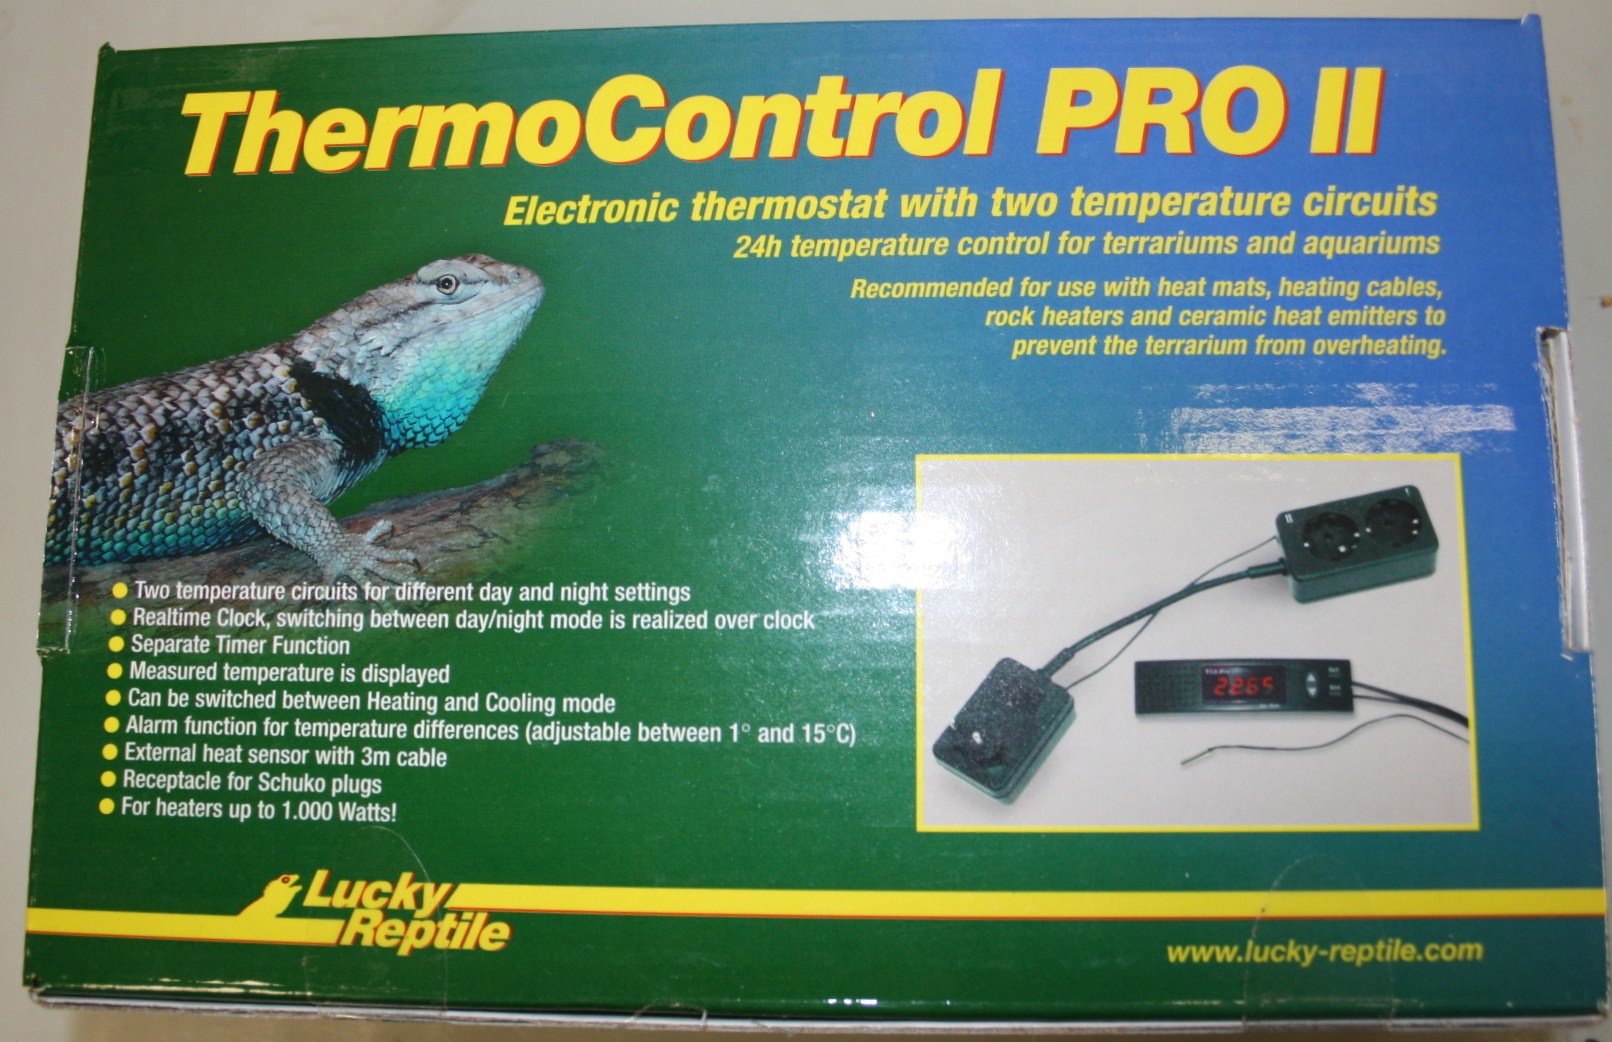 ThermoControl PRO II
Electronic thermostat with two temperature circuits
24h temperature control for terrariums and aquariums
Recommended for use with heat mats, heating cables,
rock heaters and ceramic heat emitters to
prevent the terrarium from overheating.
II I
2265
Two temperature circuits for different day and night settings
Realtime Clock, switching between day/night mode is realized over clock
Separate Timer Function
Measured temperature is displayed
Can be switched between Heating and Cooling mode
Alarm function for temperature differences (adjustable between 1° and 15°C)
External heat sensor with 3m cable
Receptacle for Schuko plugs
For heaters up to 1.000 Watts!
Lucky
Reptile
www.lucky-reptile.com